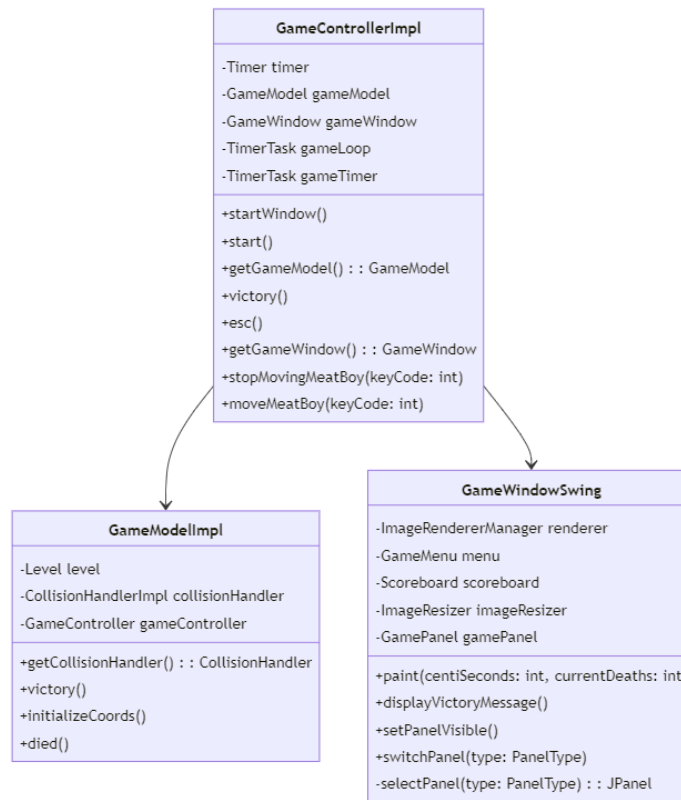 GameControllerImpl
-Timer timer
-GameModel gameModel
-GameWindow gameWindow
-TimerTask gameLoop
-TimerTask gameTimer
+startWindow()
+start()
+getGameModel() : : GameModel
+victory()
+esc()
+getGameWindow() : : GameWindow
+stopMovingMeatBoy(keyCode: int)
+moveMeatBoy(keyCode: int)
GameModelImpl
-Level level
-CollisionHandlerImpl collisionHandler
-GameController gameController
+getCollisionHandler() : : CollisionHandler
+victory()
+initializeCoords()
+died()
GameWindowSwing
-ImageRendererManager renderer
-GameMenu menu
-Scoreboard scoreboard
-ImageResizer imageResizer
-GamePanel gamePanel
+paint(centiSeconds: int, currentDeaths: int
+displayVictoryMessage()
+setPanelVisible()
+switchPanel(type: PanelType)
-selectPanel(type: PanelType) : : JPanel